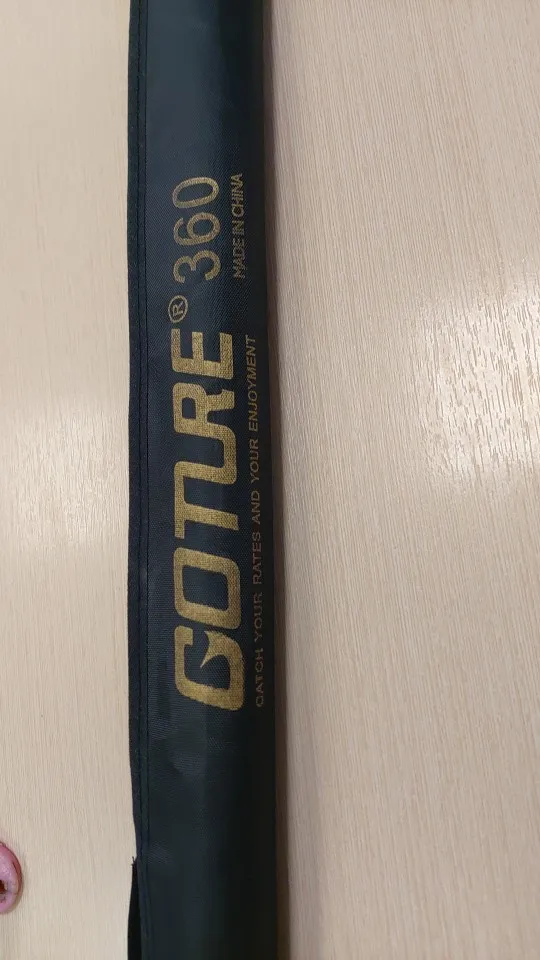 GOTURE® 360
CATCH YOUR RATES AND YOUR ENJOYMENT
MADE IN CHINA